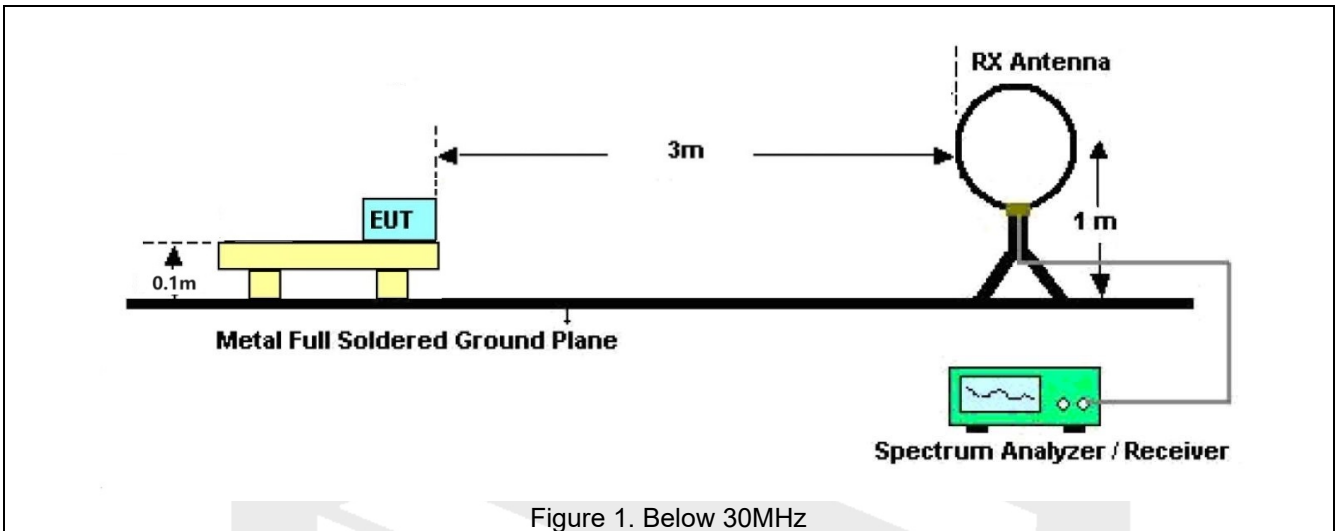 RX Antenna
3m
EUT
1 m
0.1m
Metal Full Soldered Ground Plane
Spectrum Analyzer / Receiver
Figure 1. Below 30MHz